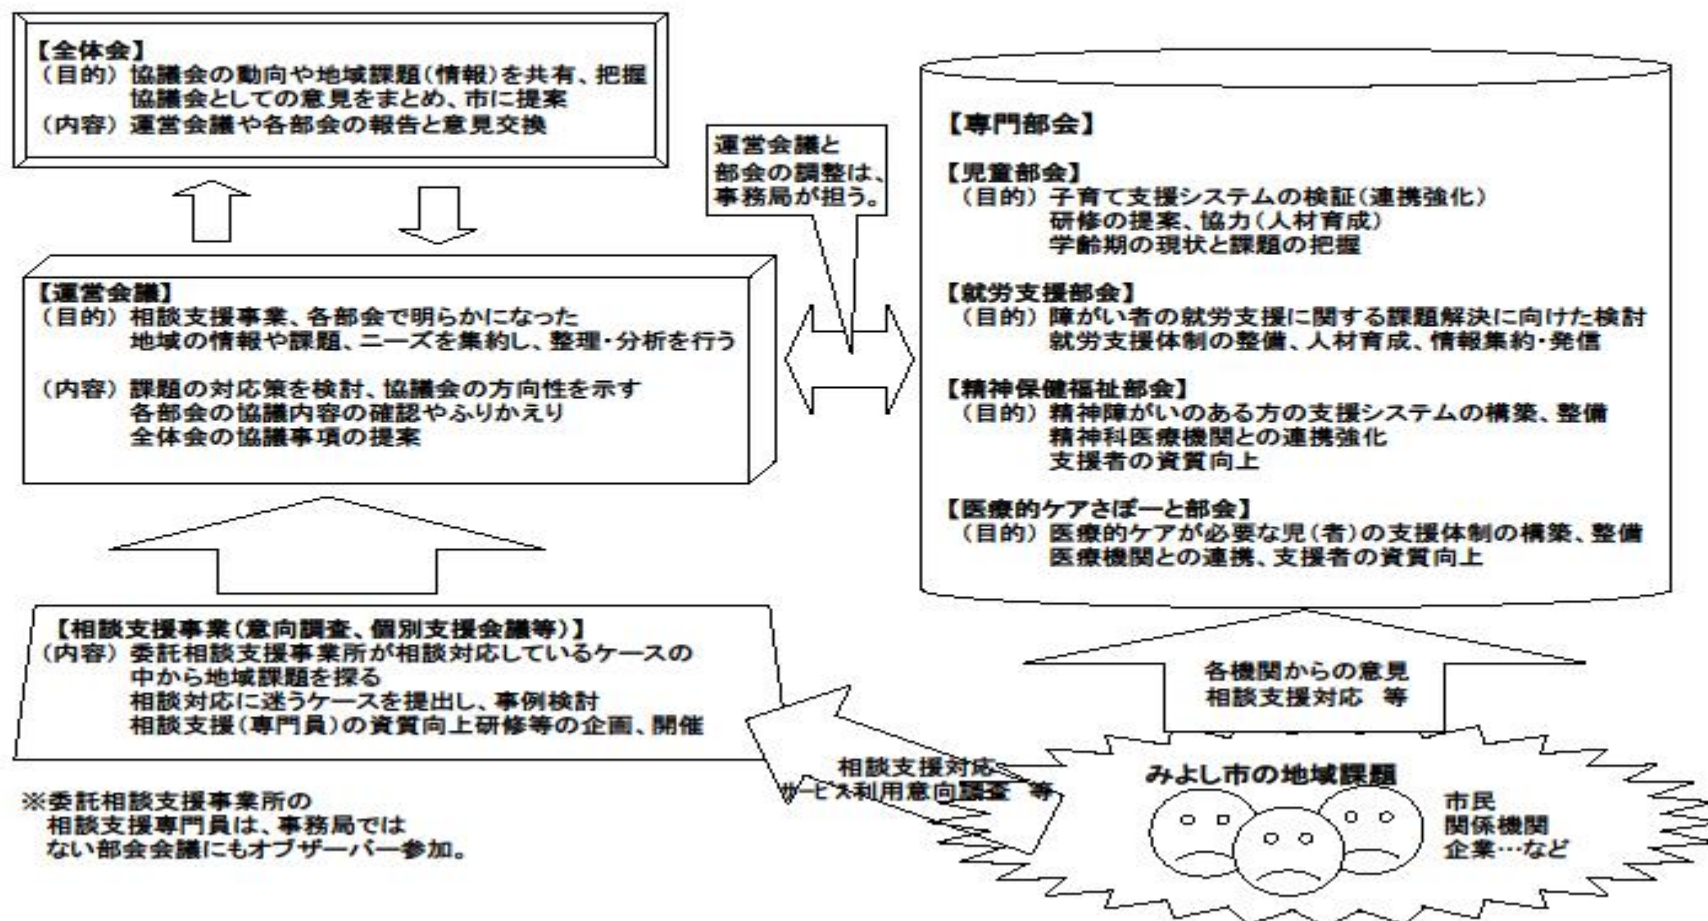 【全体会】
(目的) 協議会の動向や地域課題(情報)を共有、把握
協議会としての意見をまとめ、市に提案
(内容) 運営会議や各部会の報告と意見交換
運営会議と
部会の調整は、
事務局が担う。
【運営会議】
(目的) 相談支援事業、各部会で明らかになった
地域の情報や課題、ニーズを集約し、整理・分析を行う
(内容) 課題の対応策を検討、協議会の方向性を示す
各部会の協議内容の確認やふりかえり
全体会の協議事項の提案
【専門部会】
【児童部会】
(目的) 子育て支援システムの検証(連携強化)
研修の提案、協力(人材育成)
学齢期の現状と課題の把握
【就労支援部会】
(目的) 障がい者の就労支援に関する課題解決に向けた検討
就労支援体制の整備、人材育成、情報集約・発信
【精神保健福祉部会】
(目的) 精神障がいのある方の支援システムの構築、整備
精神科医療機関との連携強化
支援者の資質向上
【医療的ケアさぽーと部会】
(目的) 医療的ケアが必要な児(者)の支援体制の構築、整備
医療機関との連携、支援者の資質向上
【相談支援事業(意向調査、個別支援会議等)】
(内容) 委託相談支援事業所が相談対応しているケースの
中から地域課題を探る
相談対応に迷うケースを提出し、事例検討
相談支援(専門員)の資質向上研修等の企画、開催
※委託相談支援事業所の
相談支援専門員は、事務局では
ない部会会議にもオブザーバー参加。
各機関からの意見
相談支援対応 等
相談支援対応
サービス利用意向調査 等
みよし市の地域課題
市民
関係機関
企業…など